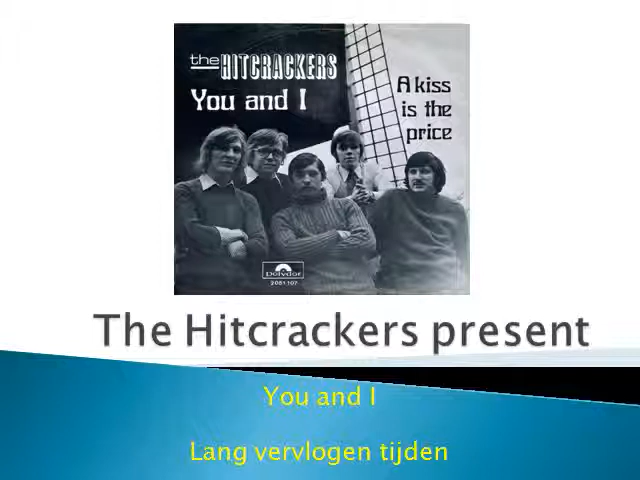 the HITCRACKERS
You and I
A kiss
is the
price
Polydor
2051 107
The Hitcrackers present
You and I
Lang vervlogen tijden